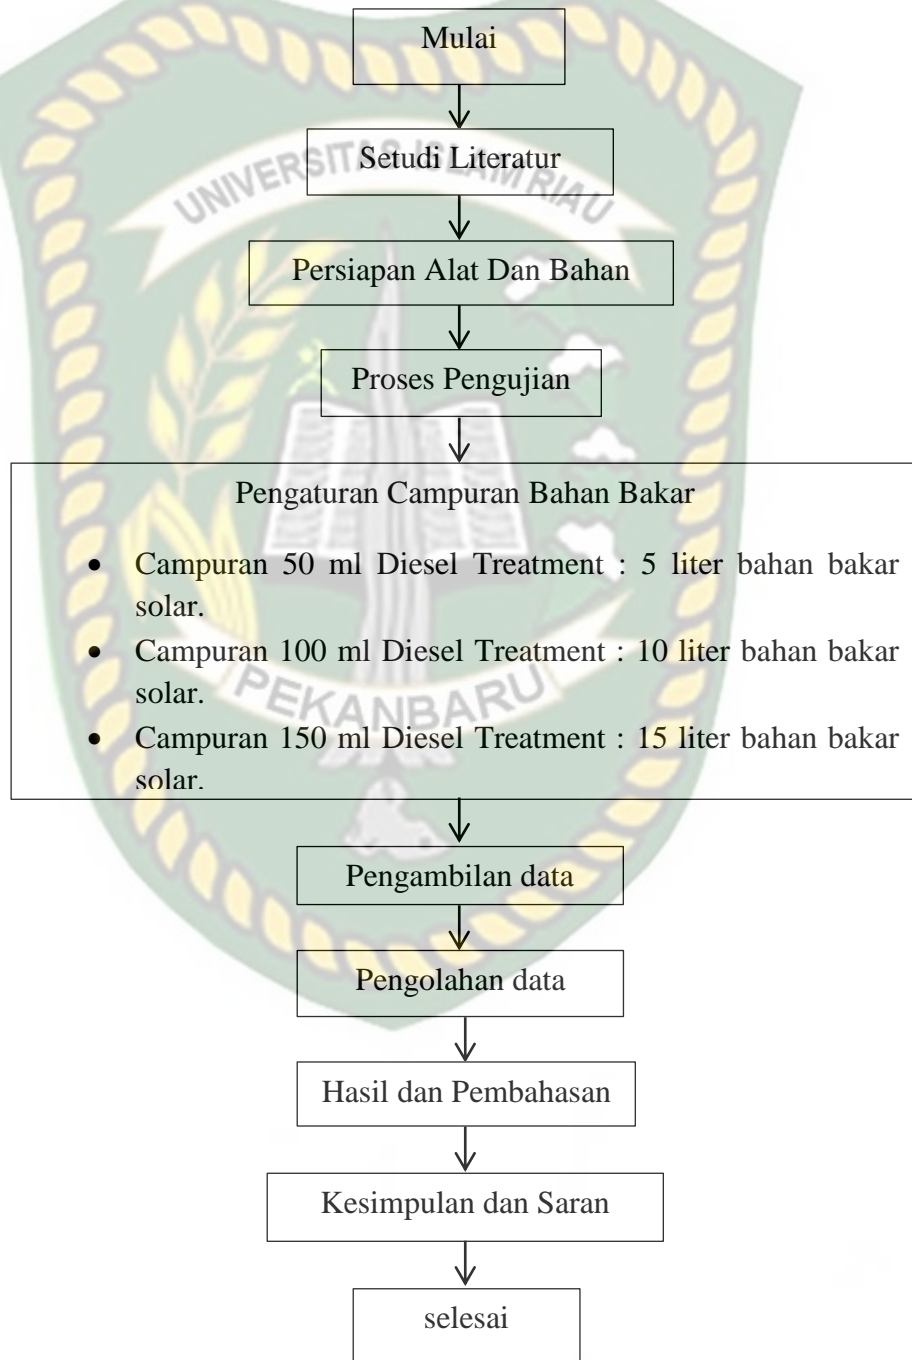 Mulai
UNIVERSITAS ISLAM RIAU
Setudi Literatur
Persiapan Alat Dan Bahan
Proses Pengujian
Pengaturan Campuran Bahan Bakar
• Campuran 50 ml Diesel Treatment : 5 liter bahan bakar
solar.
• Campuran 100 ml Diesel Treatment : 10 liter bahan bakar
solar.
PEKANBARU
• Campuran 150 ml Diesel Treatment : 15 liter bahan bakar
solar.
Pengambilan data
Pengolahan data
Hasil dan Pembahasan
Kesimpulan dan Saran
selesai